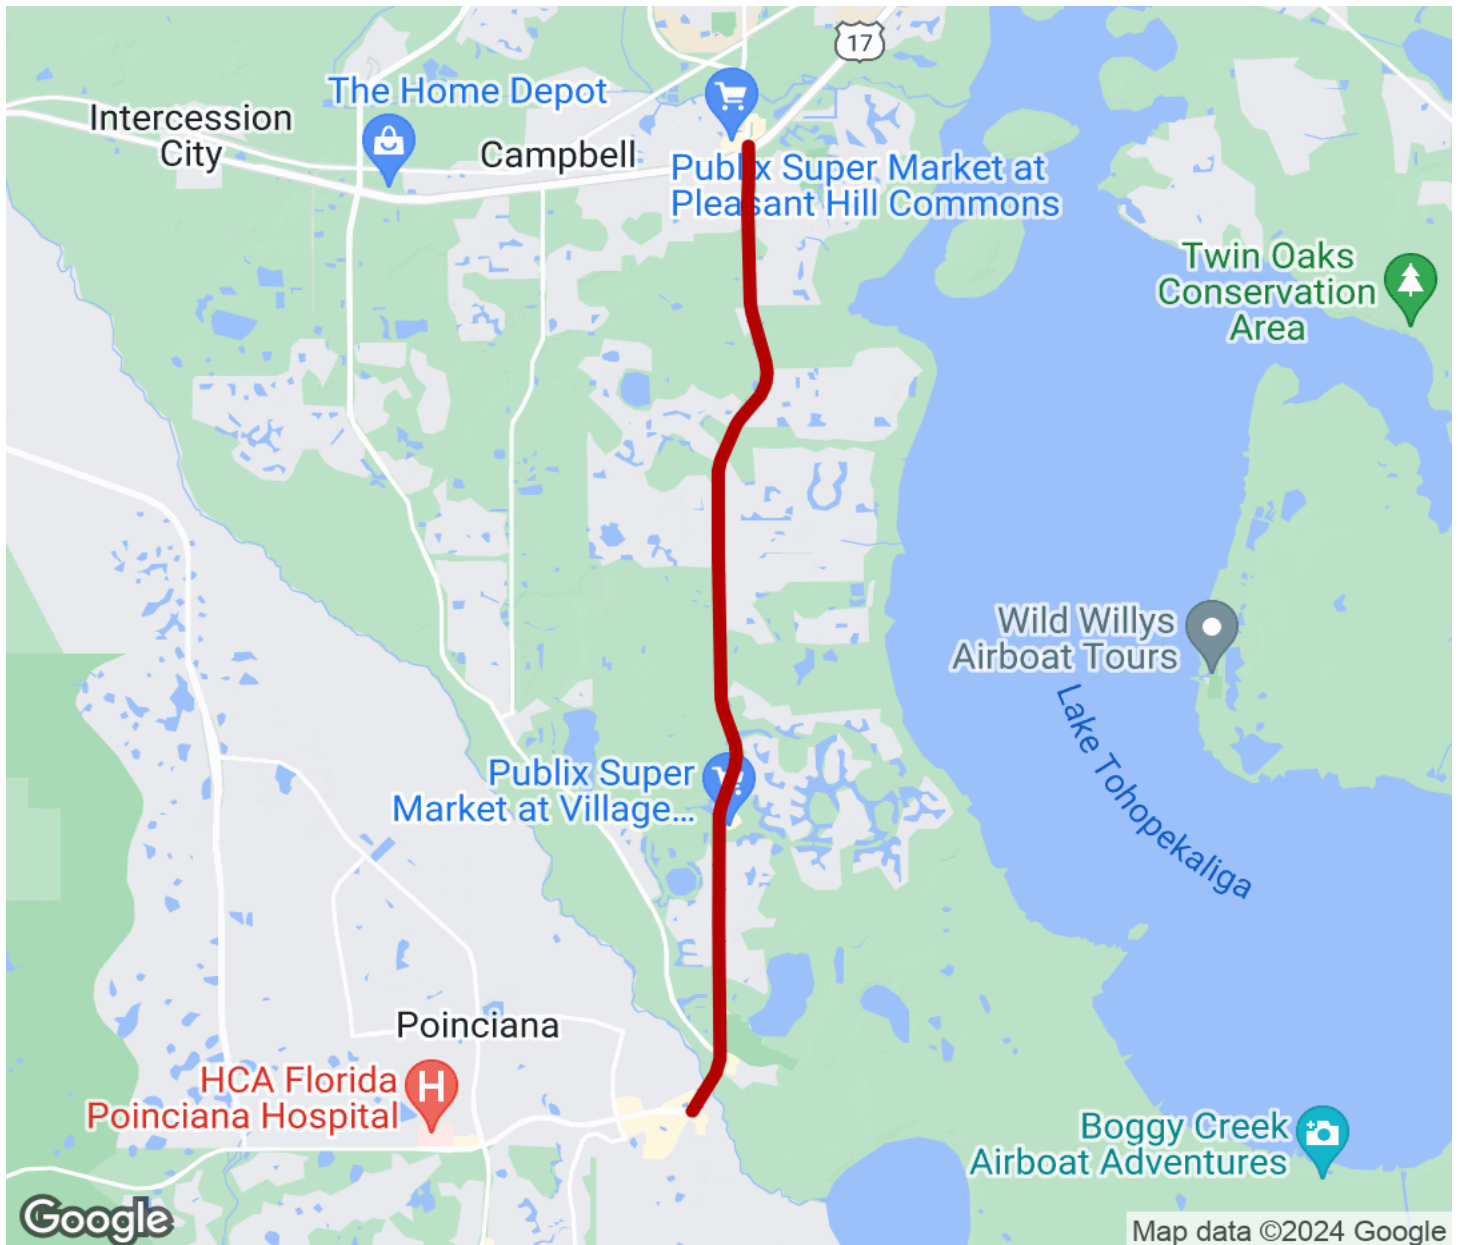 17
The Home Depot
Intercession
City
Campbell
Publix Super Market at
Pleasant Hill Commons
Twin Oaks
Conservation
Area
Wild Willys
Airboat Tours
Lake Tohopekaliga
Publix Super
Market at Village...
Poinciana
HCA Florida
Poinciana Hospital
H
Boggy Creek
Airboat Adventures
Google
Map data ©2024 Google